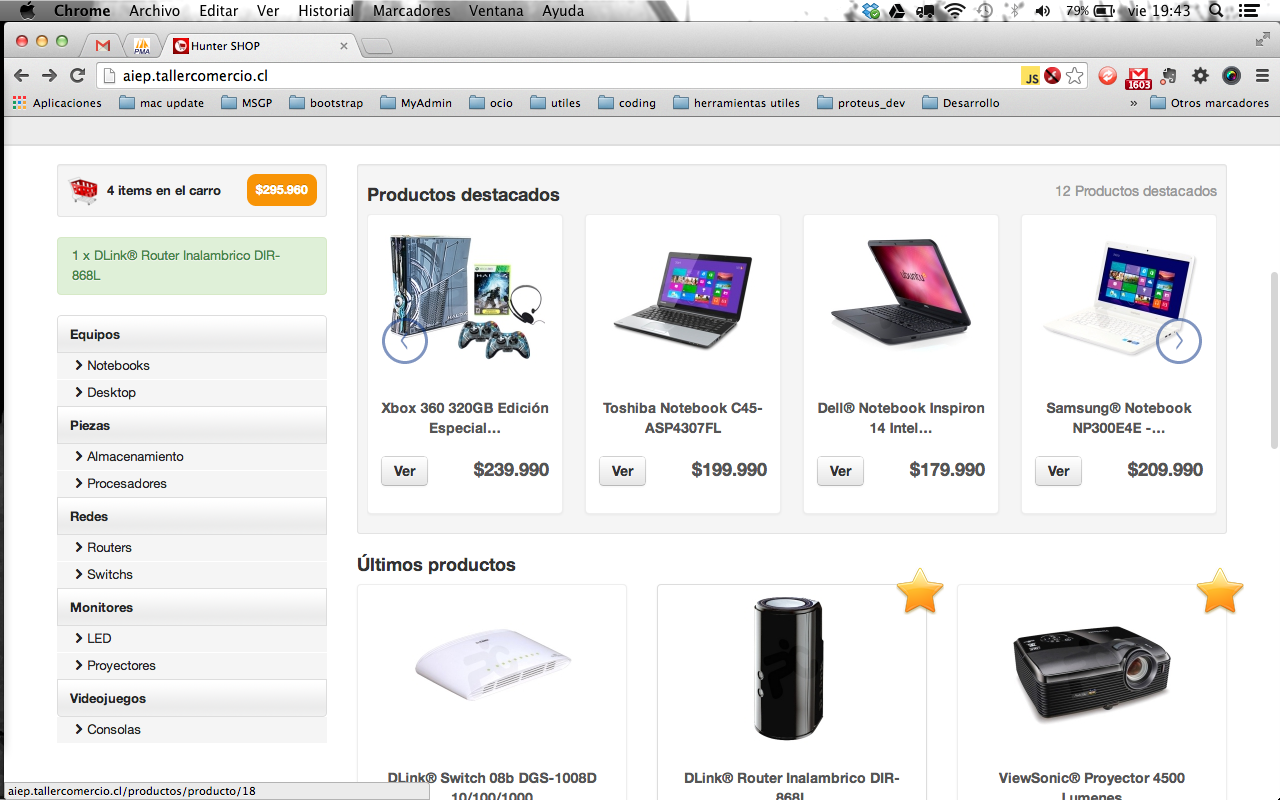 Chrome Archivo Editar Ver Historial Marcadores Ventana Ayuda 79% vie 19:43
PMA Hunter SHOP
aiep.tallercomercio.cl JS 1603
Aplicaciones mac update MSGP bootstrap MyAdmin ocio utiles coding herramientas utiles proteus_dev Desarrollo » Otros marcadores
4 items en el carro $295.960
1 x DLink® Router Inalambrico DIR-
868L
Equipos
Notebooks
Desktop
Piezas
Almacenamiento
Procesadores
Redes
Routers
Switchs
Monitores
LED
Proyectores
Videojuegos
Consolas
Productos destacados 12 Productos destacados
ubuntu
Xbox 360 320GB Edición
Especial...
Ver $239.990
Toshiba Notebook C45-
ASP4307FL
Ver $199.990
Dell® Notebook Inspiron
14 Intel...
Ver $179.990
Samsung® Notebook
NP300E4E -...
Ver $209.990
Últimos productos
DLink® Switch 08b DGS-1008D
10/100/1000
DLink® Router Inalambrico DIR-
868L
ViewSonic® Proyector 4500
Lumenes
aiep.tallercomercio.cl/productos/producto/18